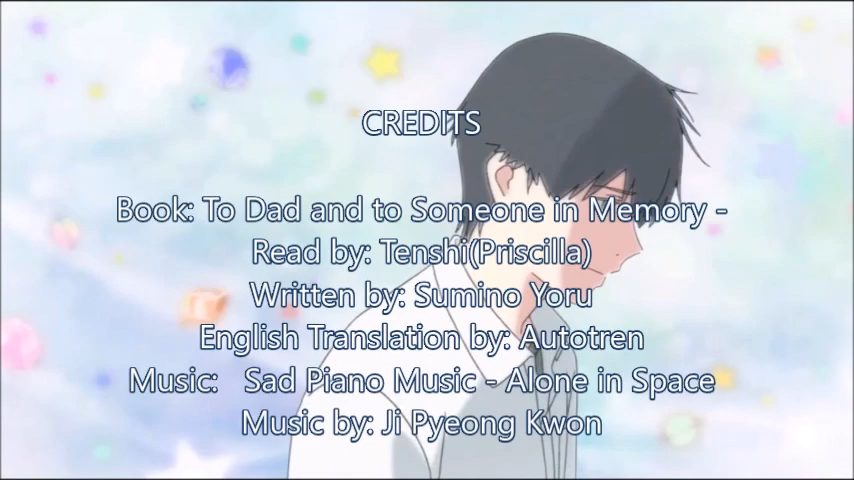 CREDITS
Book: To Dad and to Someone in Memory -
Read by: Tenshi(Priscilla)
Written by: Sumino Yoru
English Translation by: Autotren
Music:   Sad Piano Music - Alone in Space
Music by: Ji Pyeong Kwon